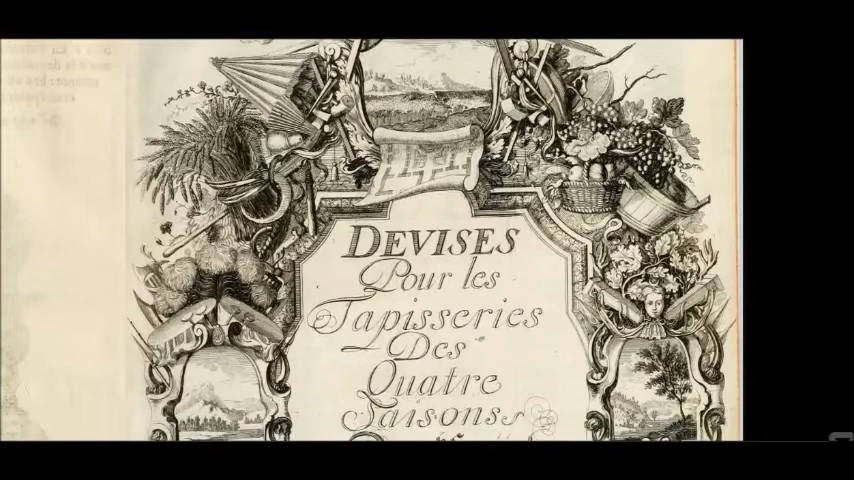 DEVISES
Pour les
Tapisseries
Des
Quatre
Saisons